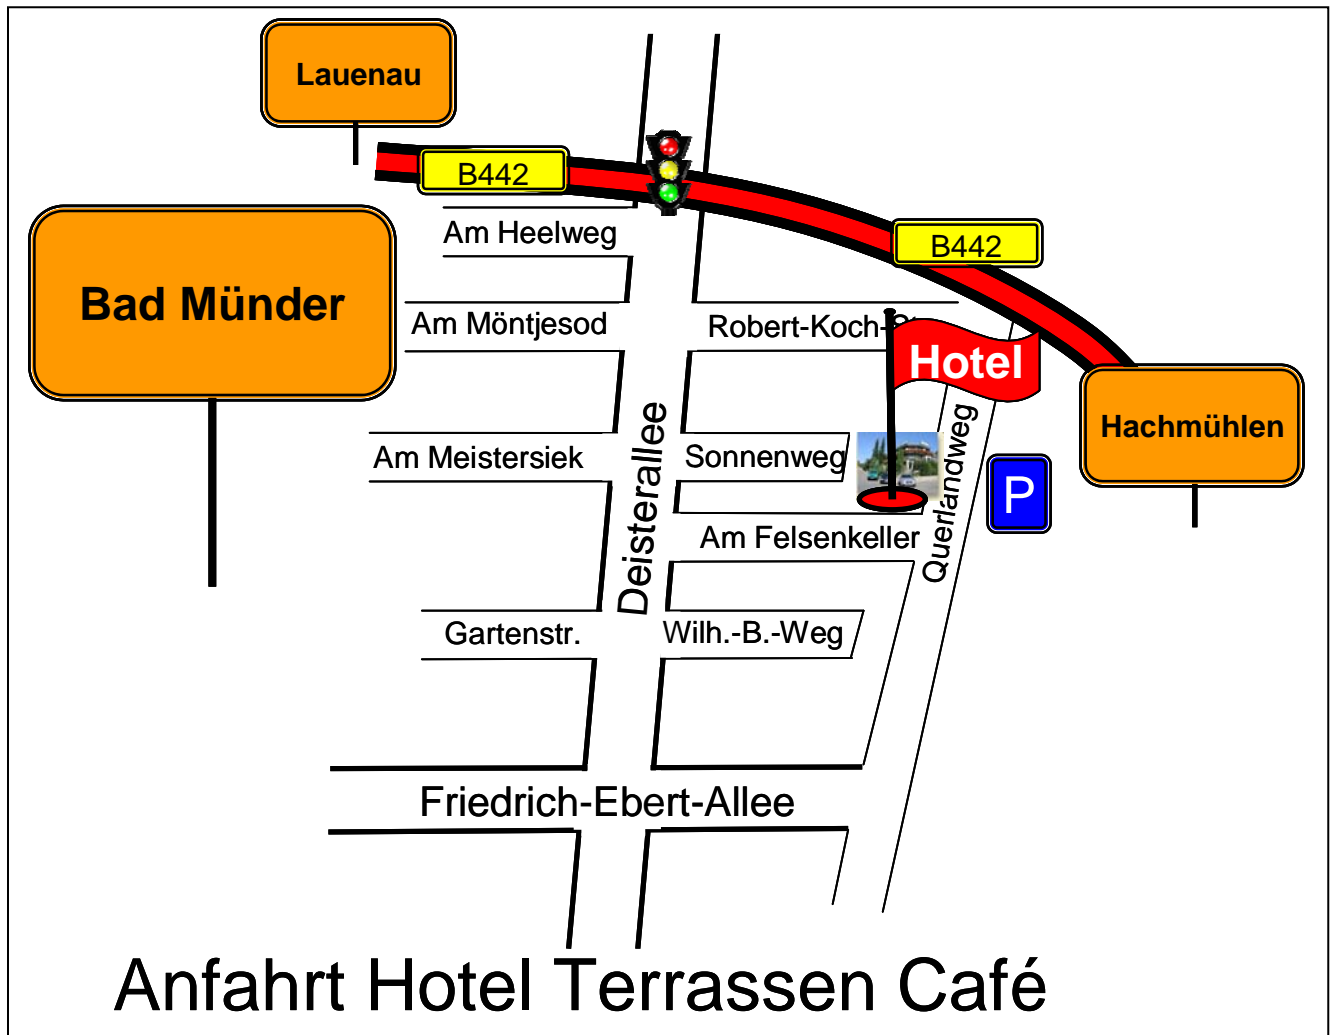 Lauenau
B442
Am Heelweg
B442
Bad Münder
Am Möntjesod
Robert-Koch-
Hotel
Deisterallee
Am Meistersiek
Sonnenweg
Querlandweg
Hachmühlen
P
Am Felsenkeller
Gartenstr.
Wilh.-B.-Weg
Friedrich-Ebert-Allee
Anfahrt Hotel Terrassen Café